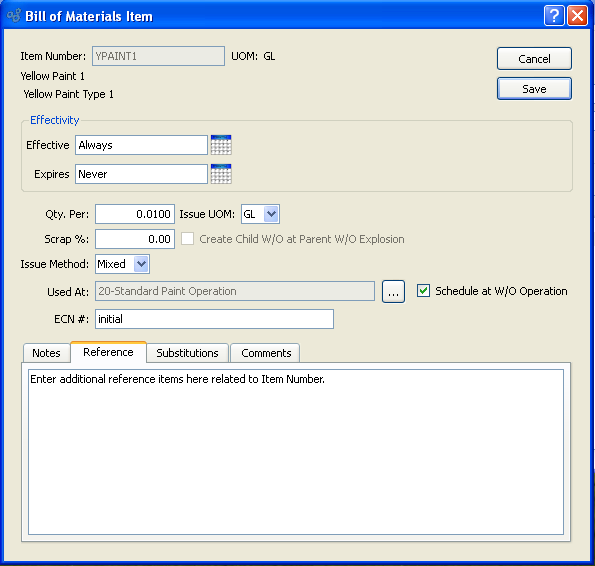 Bill of Materials Item
Item Number: YPAINT1 UOM: GL
Cancel
Yellow Paint 1
Yellow Paint Type 1
Save
Effectivity
Effective Always
Expires Never
Qty. Per: 0.0100 Issue UOM: GL
Scrap %: 0.00 Create Child W/O at Parent W/O Explosion
Issue Method: Mixed
Used At: 20-Standard Paint Operation ... Schedule at W/O Operation
ECN #: initial
Notes Reference Substitutions Comments
Enter additional reference items here related to Item Number.